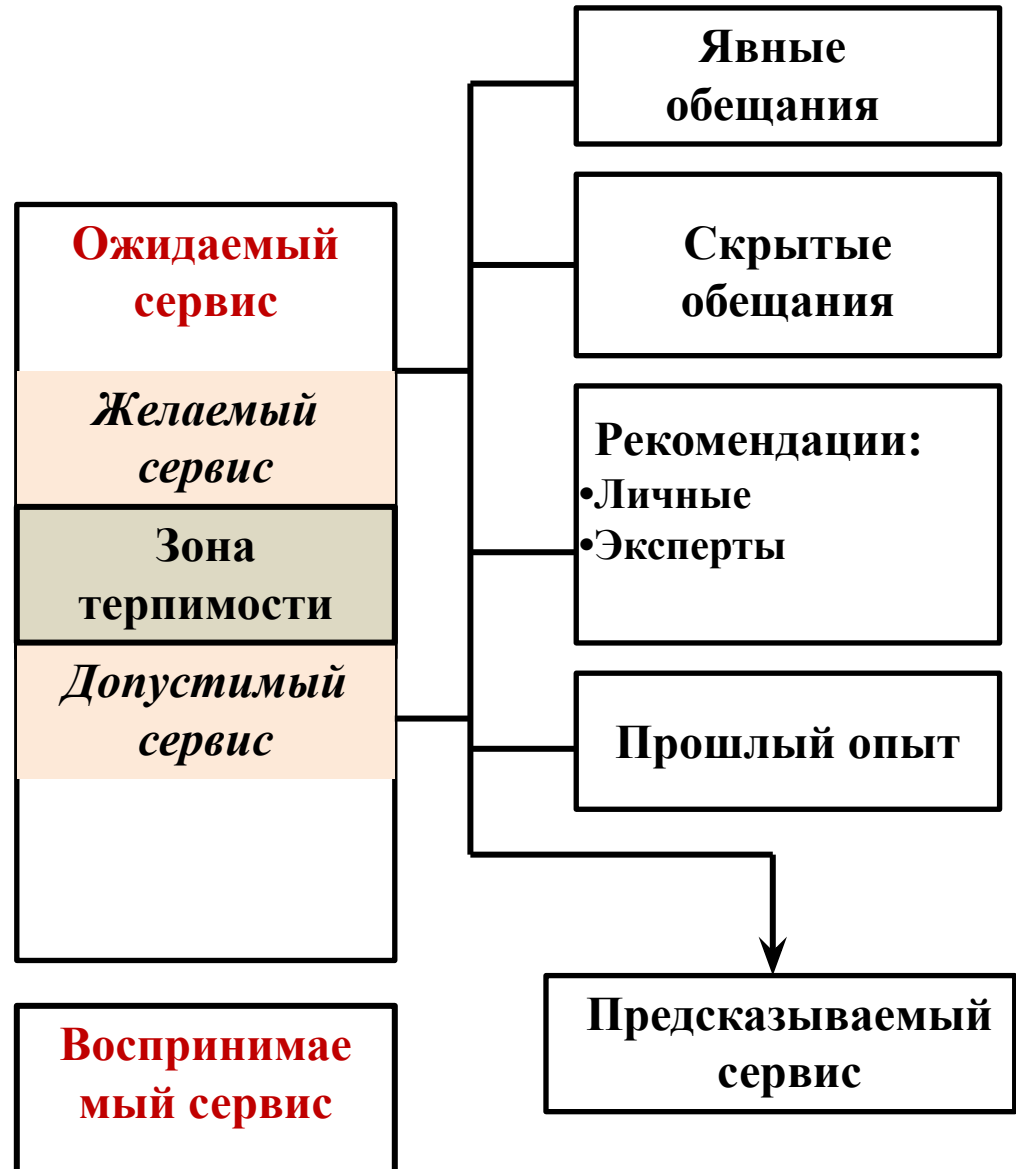 Явные
обещания
Скрытые
обещания
Ожидаемый
сервис
Желаемый
сервис
Рекомендации:
•Личные
•Эксперты
Зона
терпимости
Допустимый
сервис
Прошлый опыт
Предсказываемый
сервис
Воспринимае
мый сервис